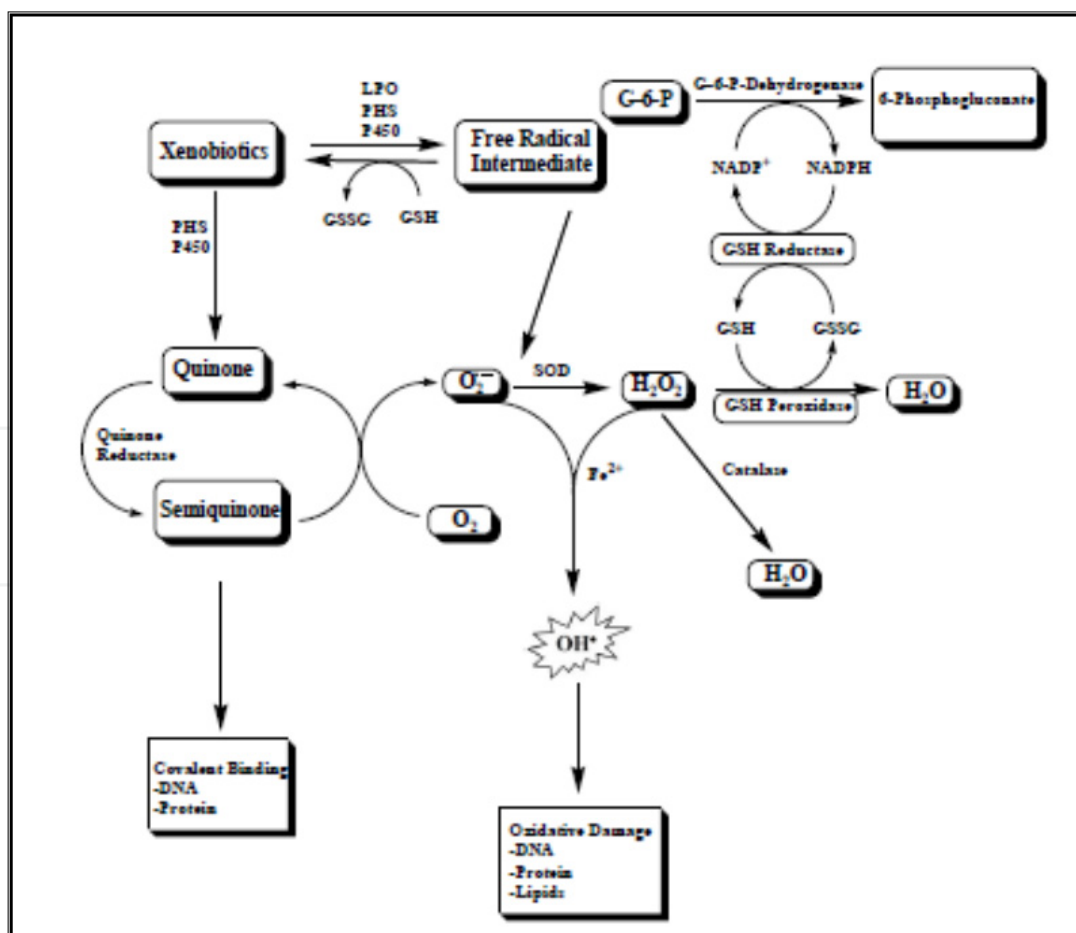 LPO
PHS
P450
Xenobiotics
Free Radical
Intermediate
GSSG
GSH
G-6-P
G-6-P-Dehydrogenase
6-Phosphogluconate
NADP⁺
NADPH
GSH Reductase
GSH
GSSG
GSH Peroxidase
H₂O
PHS
P450
Quinone
O₂⁻
SOD
H₂O₂
Quinone
Reductase
Fe²⁺
Catalase
Semiquinone
O₂
H₂O
OH•
Covalent Binding
-DNA
-Protein
Oxidative Damage
-DNA
-Protein
-Lipids